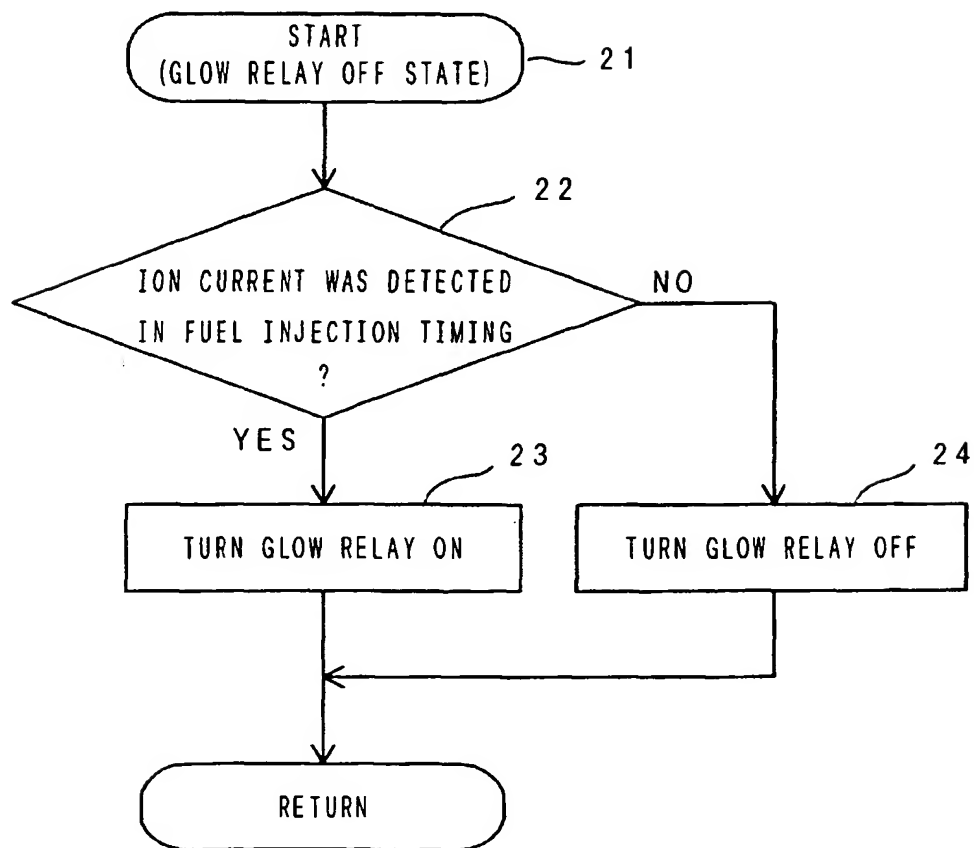 START
(GLOW RELAY OFF STATE)
21
22
ION CURRENT WAS DETECTED
IN FUEL INJECTION TIMING
?
NO
YES
23
24
TURN GLOW RELAY ON
TURN GLOW RELAY OFF
RETURN